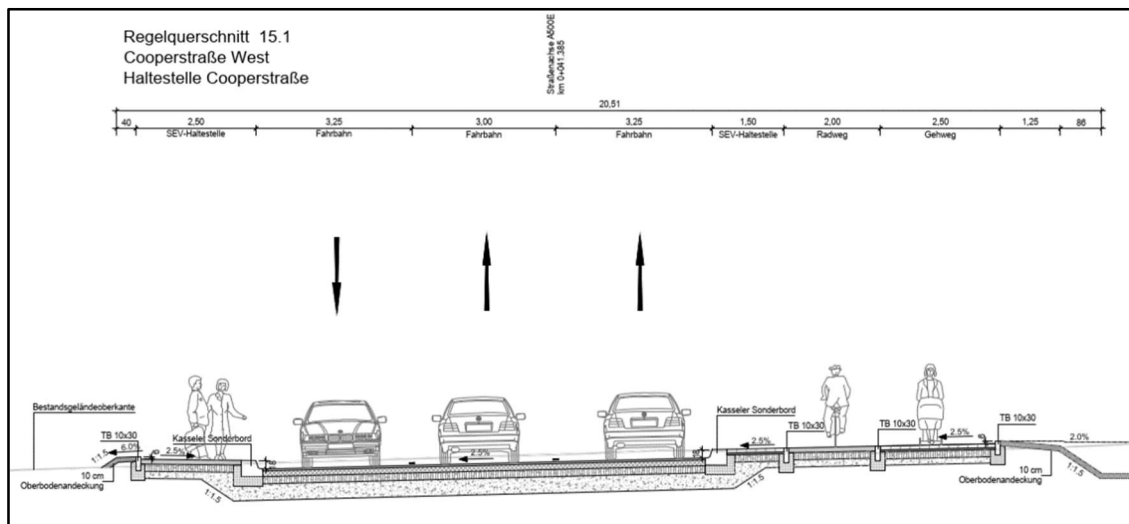 Regelquerschnitt 15.1
Cooperstraße West
Haltestelle Cooperstraße
Straßenachse A500E
km 0+041.385
20,51
40 2,50 3,25 3,00 3,25 1,50 2,00 2,50 1,25 86
SEV-Haltestelle Fahrbahn Fahrbahn Fahrbahn SEV-Haltestelle Radweg Gehweg
Bestandsgeländeoberkante
TB 10x30
Kasseler Sonderbord
Kasseler Sonderbord
TB 10x30
TB 10x30
TB 10x30
1:1.5
6.0%
2.5%
2.5%
2.5%
2.5%
2.0%
1:1.5
10 cm
Oberbodenandeckung
1:1.5
1:1.5
10 cm
Oberbodenandeckung